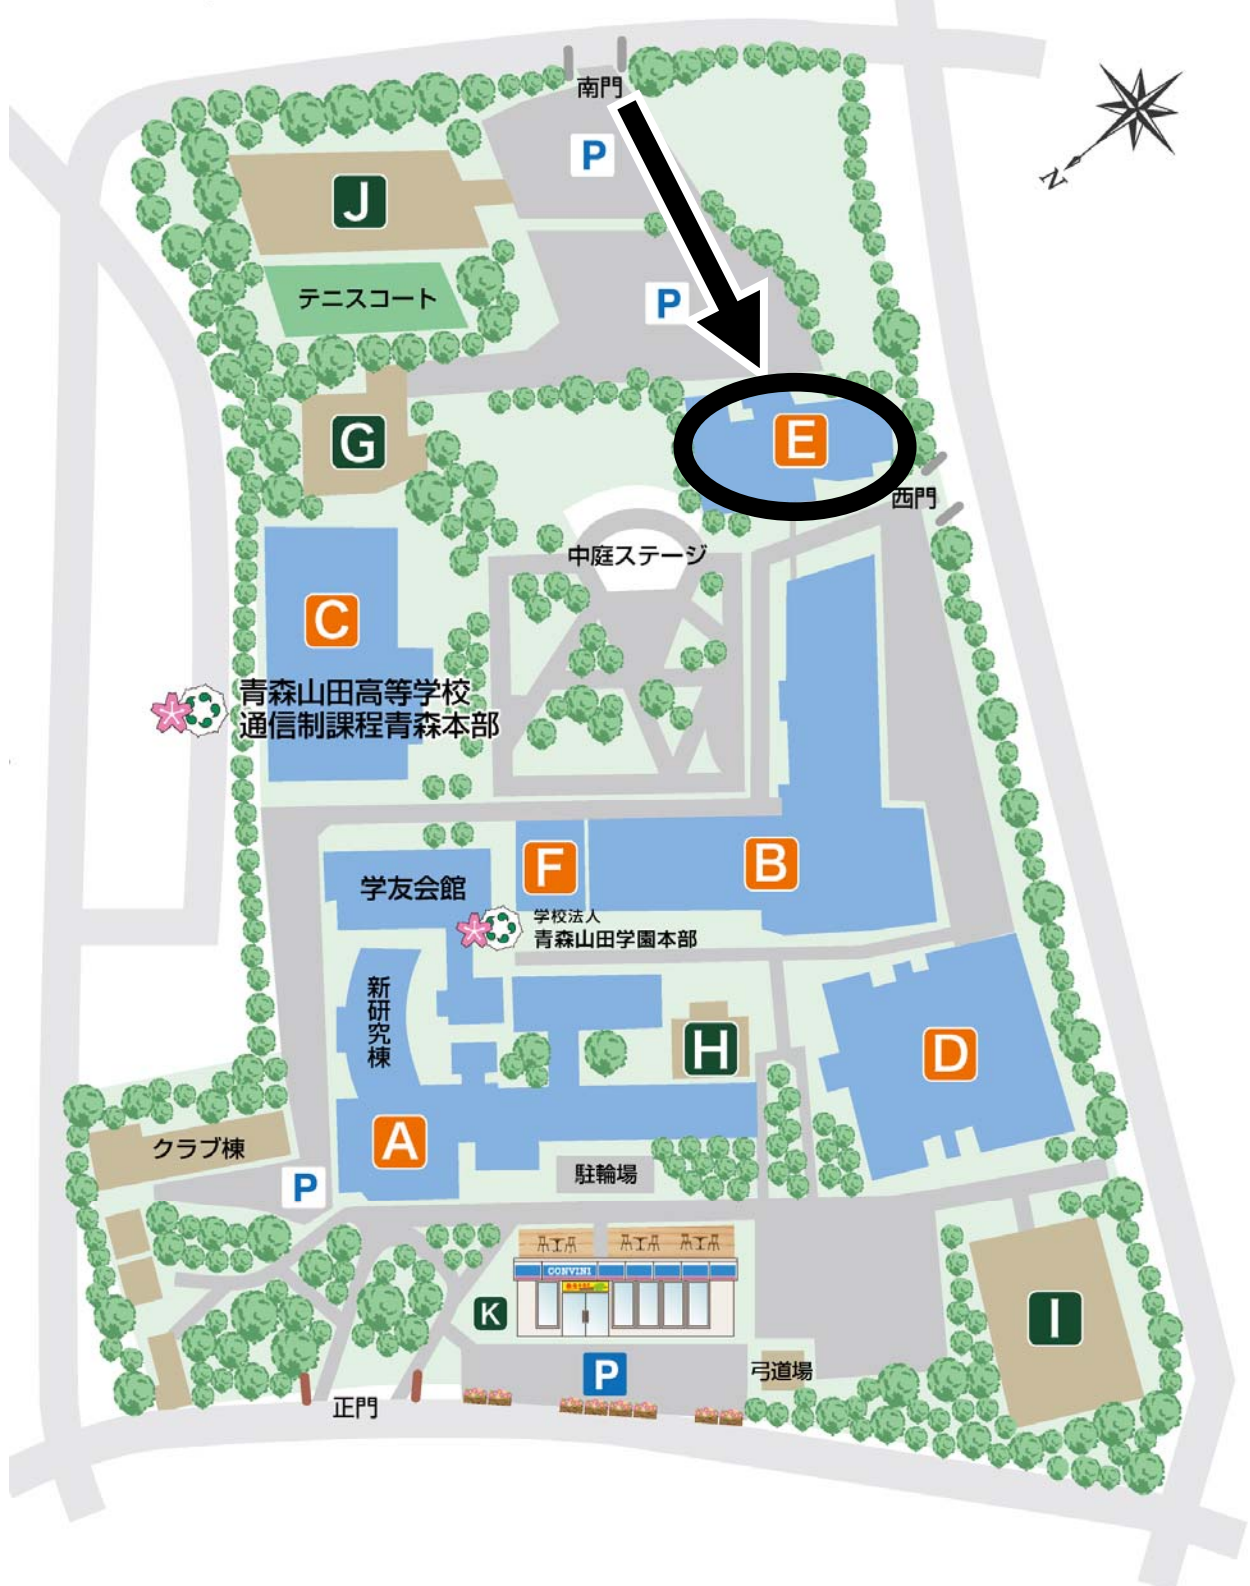 南門
P
N
J
テニスコート
P
G
E
西門
中庭ステージ
C
青森山田高等学校
通信制課程青森本部
F
B
学友会館
学校法人
青森山田学園本部
新研究棟
H
D
A
クラブ棟
P
駐輪場
CONVINI
K
I
P
弓道場
正門